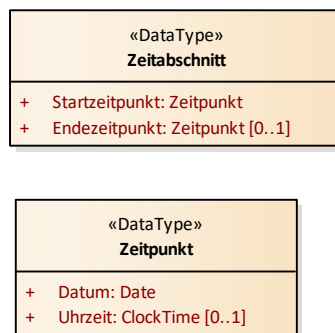 «DataType»
Zeitabschnitt
+ Startzeitpunkt: Zeitpunkt
+ Endezeitpunkt: Zeitpunkt [0..1]
«DataType»
Zeitpunkt
+ Datum: Date
+ Uhrzeit: ClockTime [0..1]